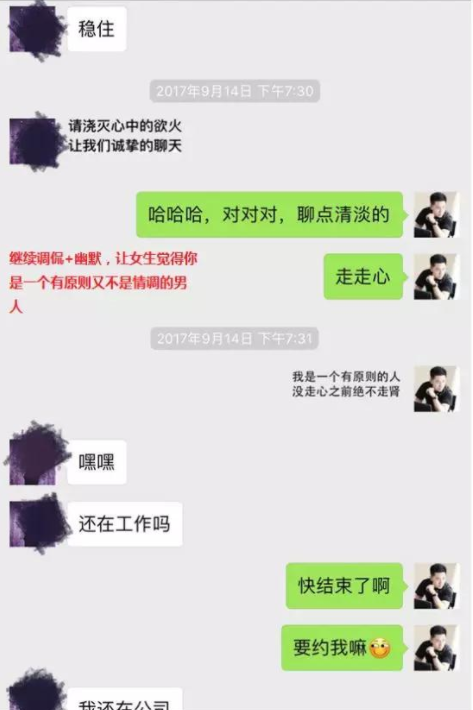 稳住
2017年9月14日 下午7:30
请浇灭心中的欲火
让我们诚挚的聊天
哈哈哈，对对对，聊点清淡的
继续调侃+幽默，让女生觉得你
是一个有原则又不是情调的男
人
走走心
2017年9月14日 下午7:31
我是一个有原则的人
没走心之前绝不走肾
嘿嘿
还在工作吗
快结束了啊
要约我嘛
我还在公司